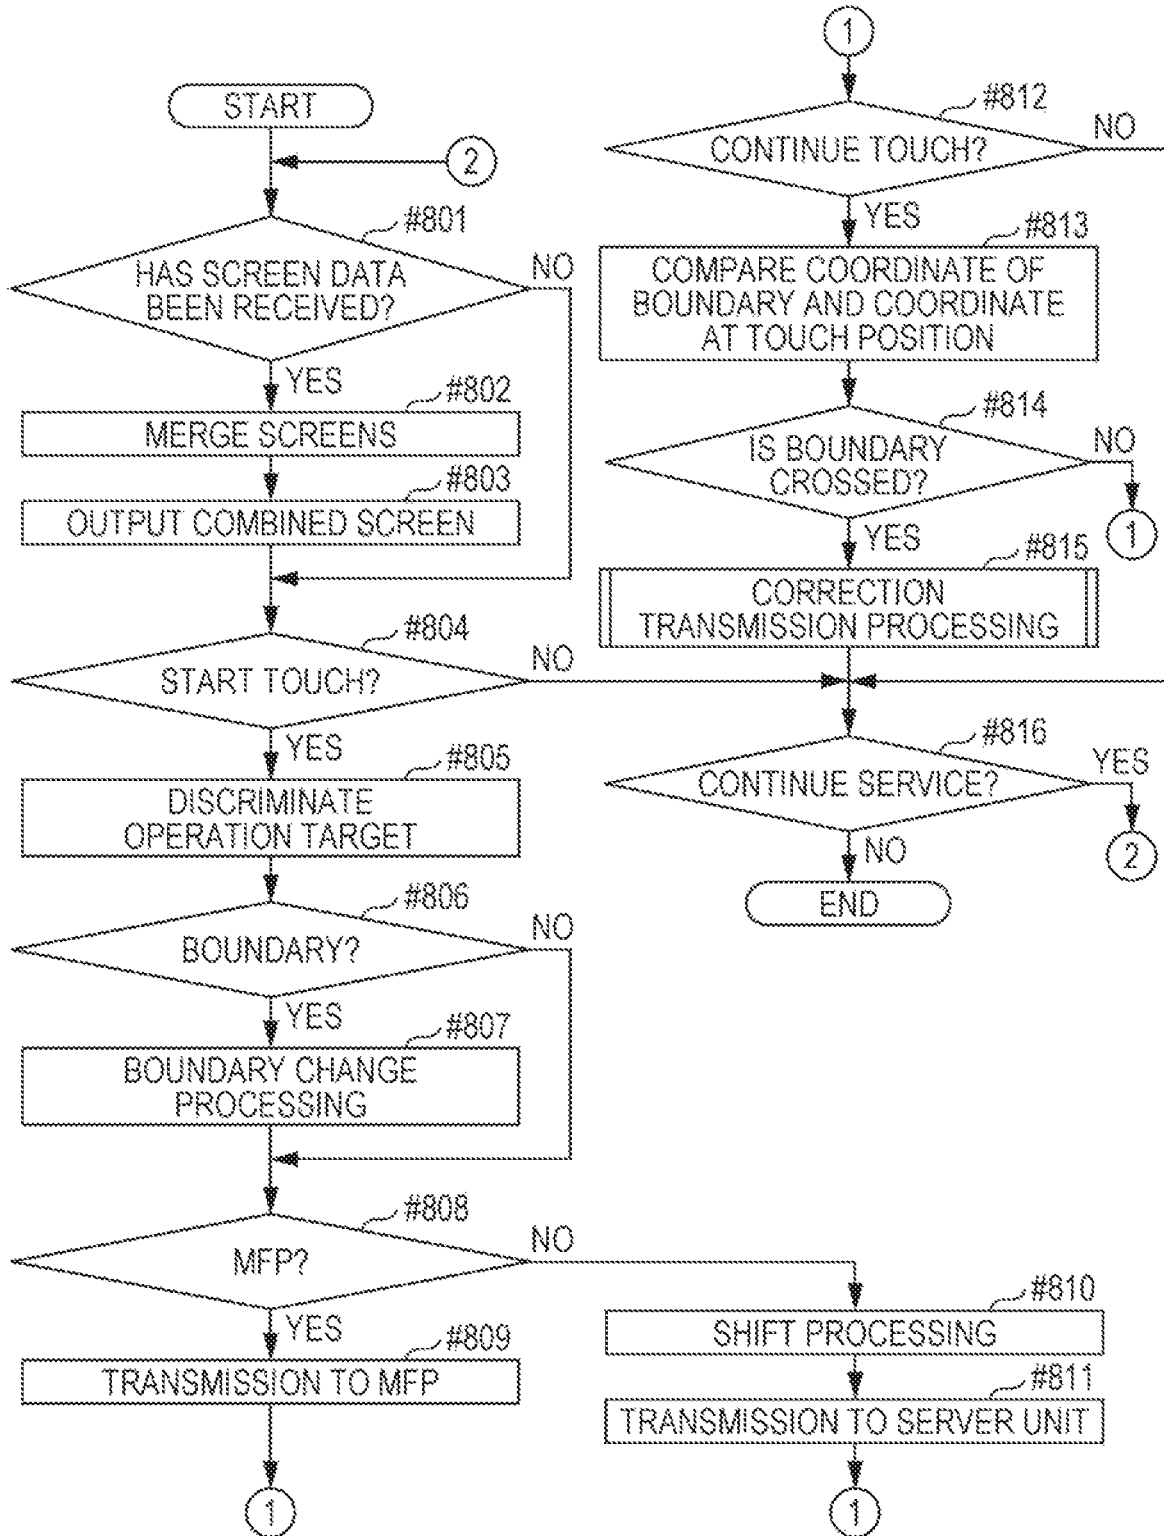 START
2
#801
HAS SCREEN DATA
BEEN RECEIVED?
NO
YES
#802
MERGE SCREENS
#803
OUTPUT COMBINED SCREEN
#804
START TOUCH?
NO
YES
#805
DISCRIMINATE
OPERATION TARGET
#806
BOUNDARY?
NO
YES
#807
BOUNDARY CHANGE
PROCESSING
#808
MFP?
NO
YES
#809
TRANSMISSION TO MFP
1
#810
SHIFT PROCESSING
#811
TRANSMISSION TO SERVER UNIT
1
1
#812
CONTINUE TOUCH?
NO
YES
#813
COMPARE COORDINATE OF
BOUNDARY AND COORDINATE
AT TOUCH POSITION
#814
IS BOUNDARY
CROSSED?
NO
1
YES
#815
CORRECTION
TRANSMISSION PROCESSING
#816
CONTINUE SERVICE?
YES
2
NO
END